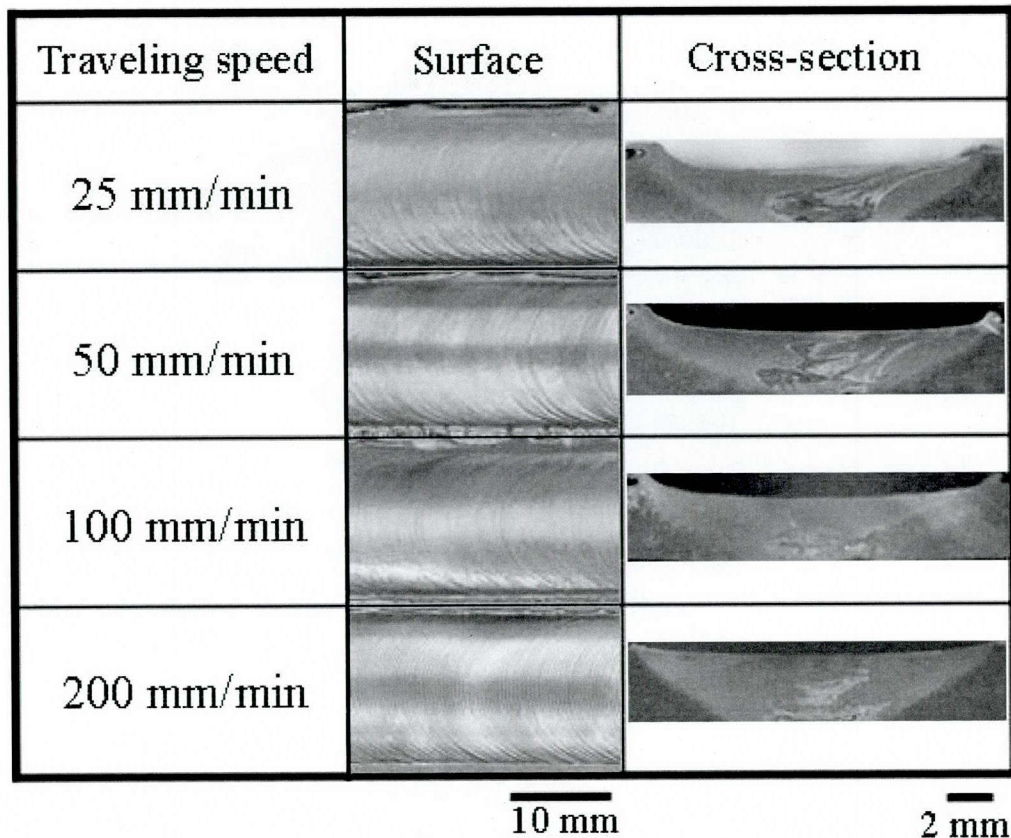 Traveling speed Surface Cross-section
25 mm/min
50 mm/min
100 mm/min
200 mm/min
10 mm 2 mm